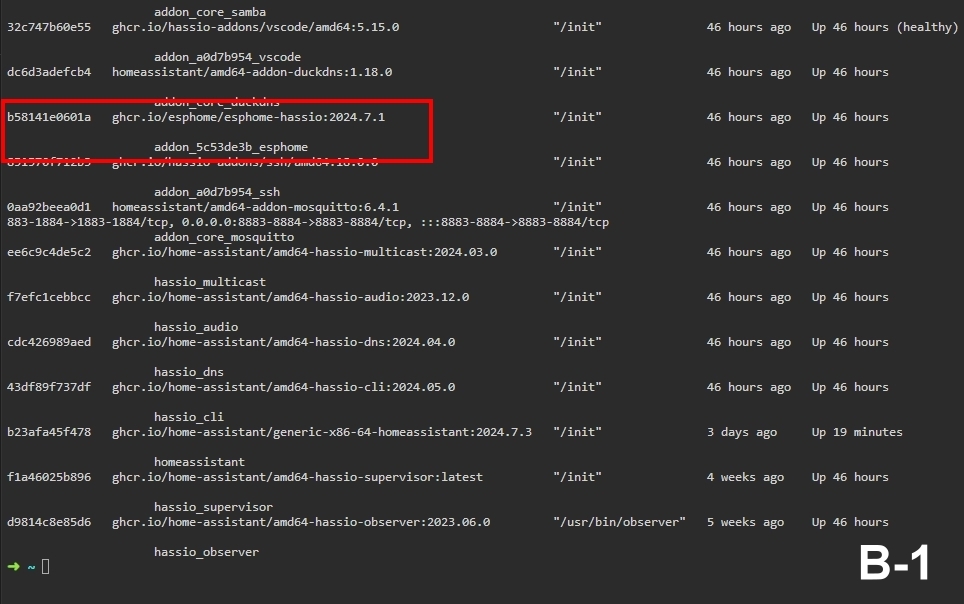 addon_core_samba
32c747b60e55 ghcr.io/hassio-addons/vscode/amd64:5.15.0 "/init" 46 hours ago Up 46 hours (healthy)
addon_a0d7b954_vscode
dc6d3adefcb4 homeassistant/amd64-addon-duckdns:1.18.0 "/init" 46 hours ago Up 46 hours
addon_core_duckdns
b58141e0601a ghcr.io/esphome/esphome-hassio:2024.7.1 "/init" 46 hours ago Up 46 hours
addon_5c53de3b_esphome
ghcr.io/hassio-addons/ssh/amd64:18.0.0 "/init" 46 hours ago Up 46 hours
addon_a0d7b954_ssh
0aa92beea0d1 homeassistant/amd64-addon-mosquitto:6.4.1 "/init" 46 hours ago Up 46 hours
883-1884->1883-1884/tcp, 0.0.0.0:8883-8884->8883-8884/tcp, :::8883-8884->8883-8884/tcp
addon_core_mosquitto
ee6c9c4de5c2 ghcr.io/home-assistant/amd64-hassio-multicast:2024.03.0 "/init" 46 hours ago Up 46 hours
hassio_multicast
f7efc1cebbcc ghcr.io/home-assistant/amd64-hassio-audio:2023.12.0 "/init" 46 hours ago Up 46 hours
hassio_audio
cdc426989aed ghcr.io/home-assistant/amd64-hassio-dns:2024.04.0 "/init" 46 hours ago Up 46 hours
hassio_dns
43df89f737df ghcr.io/home-assistant/amd64-hassio-cli:2024.05.0 "/init" 46 hours ago Up 46 hours
hassio_cli
b23afa45f478 ghcr.io/home-assistant/generic-x86-64-homeassistant:2024.7.3 "/init" 3 days ago Up 19 minutes
homeassistant
f1a46025b896 ghcr.io/home-assistant/amd64-hassio-supervisor:latest "/init" 4 weeks ago Up 46 hours
hassio_supervisor
d9814c8e85d6 ghcr.io/home-assistant/amd64-hassio-observer:2023.06.0 "/usr/bin/observer" 5 weeks ago Up 46 hours
hassio_observer
➜ ~
B-1